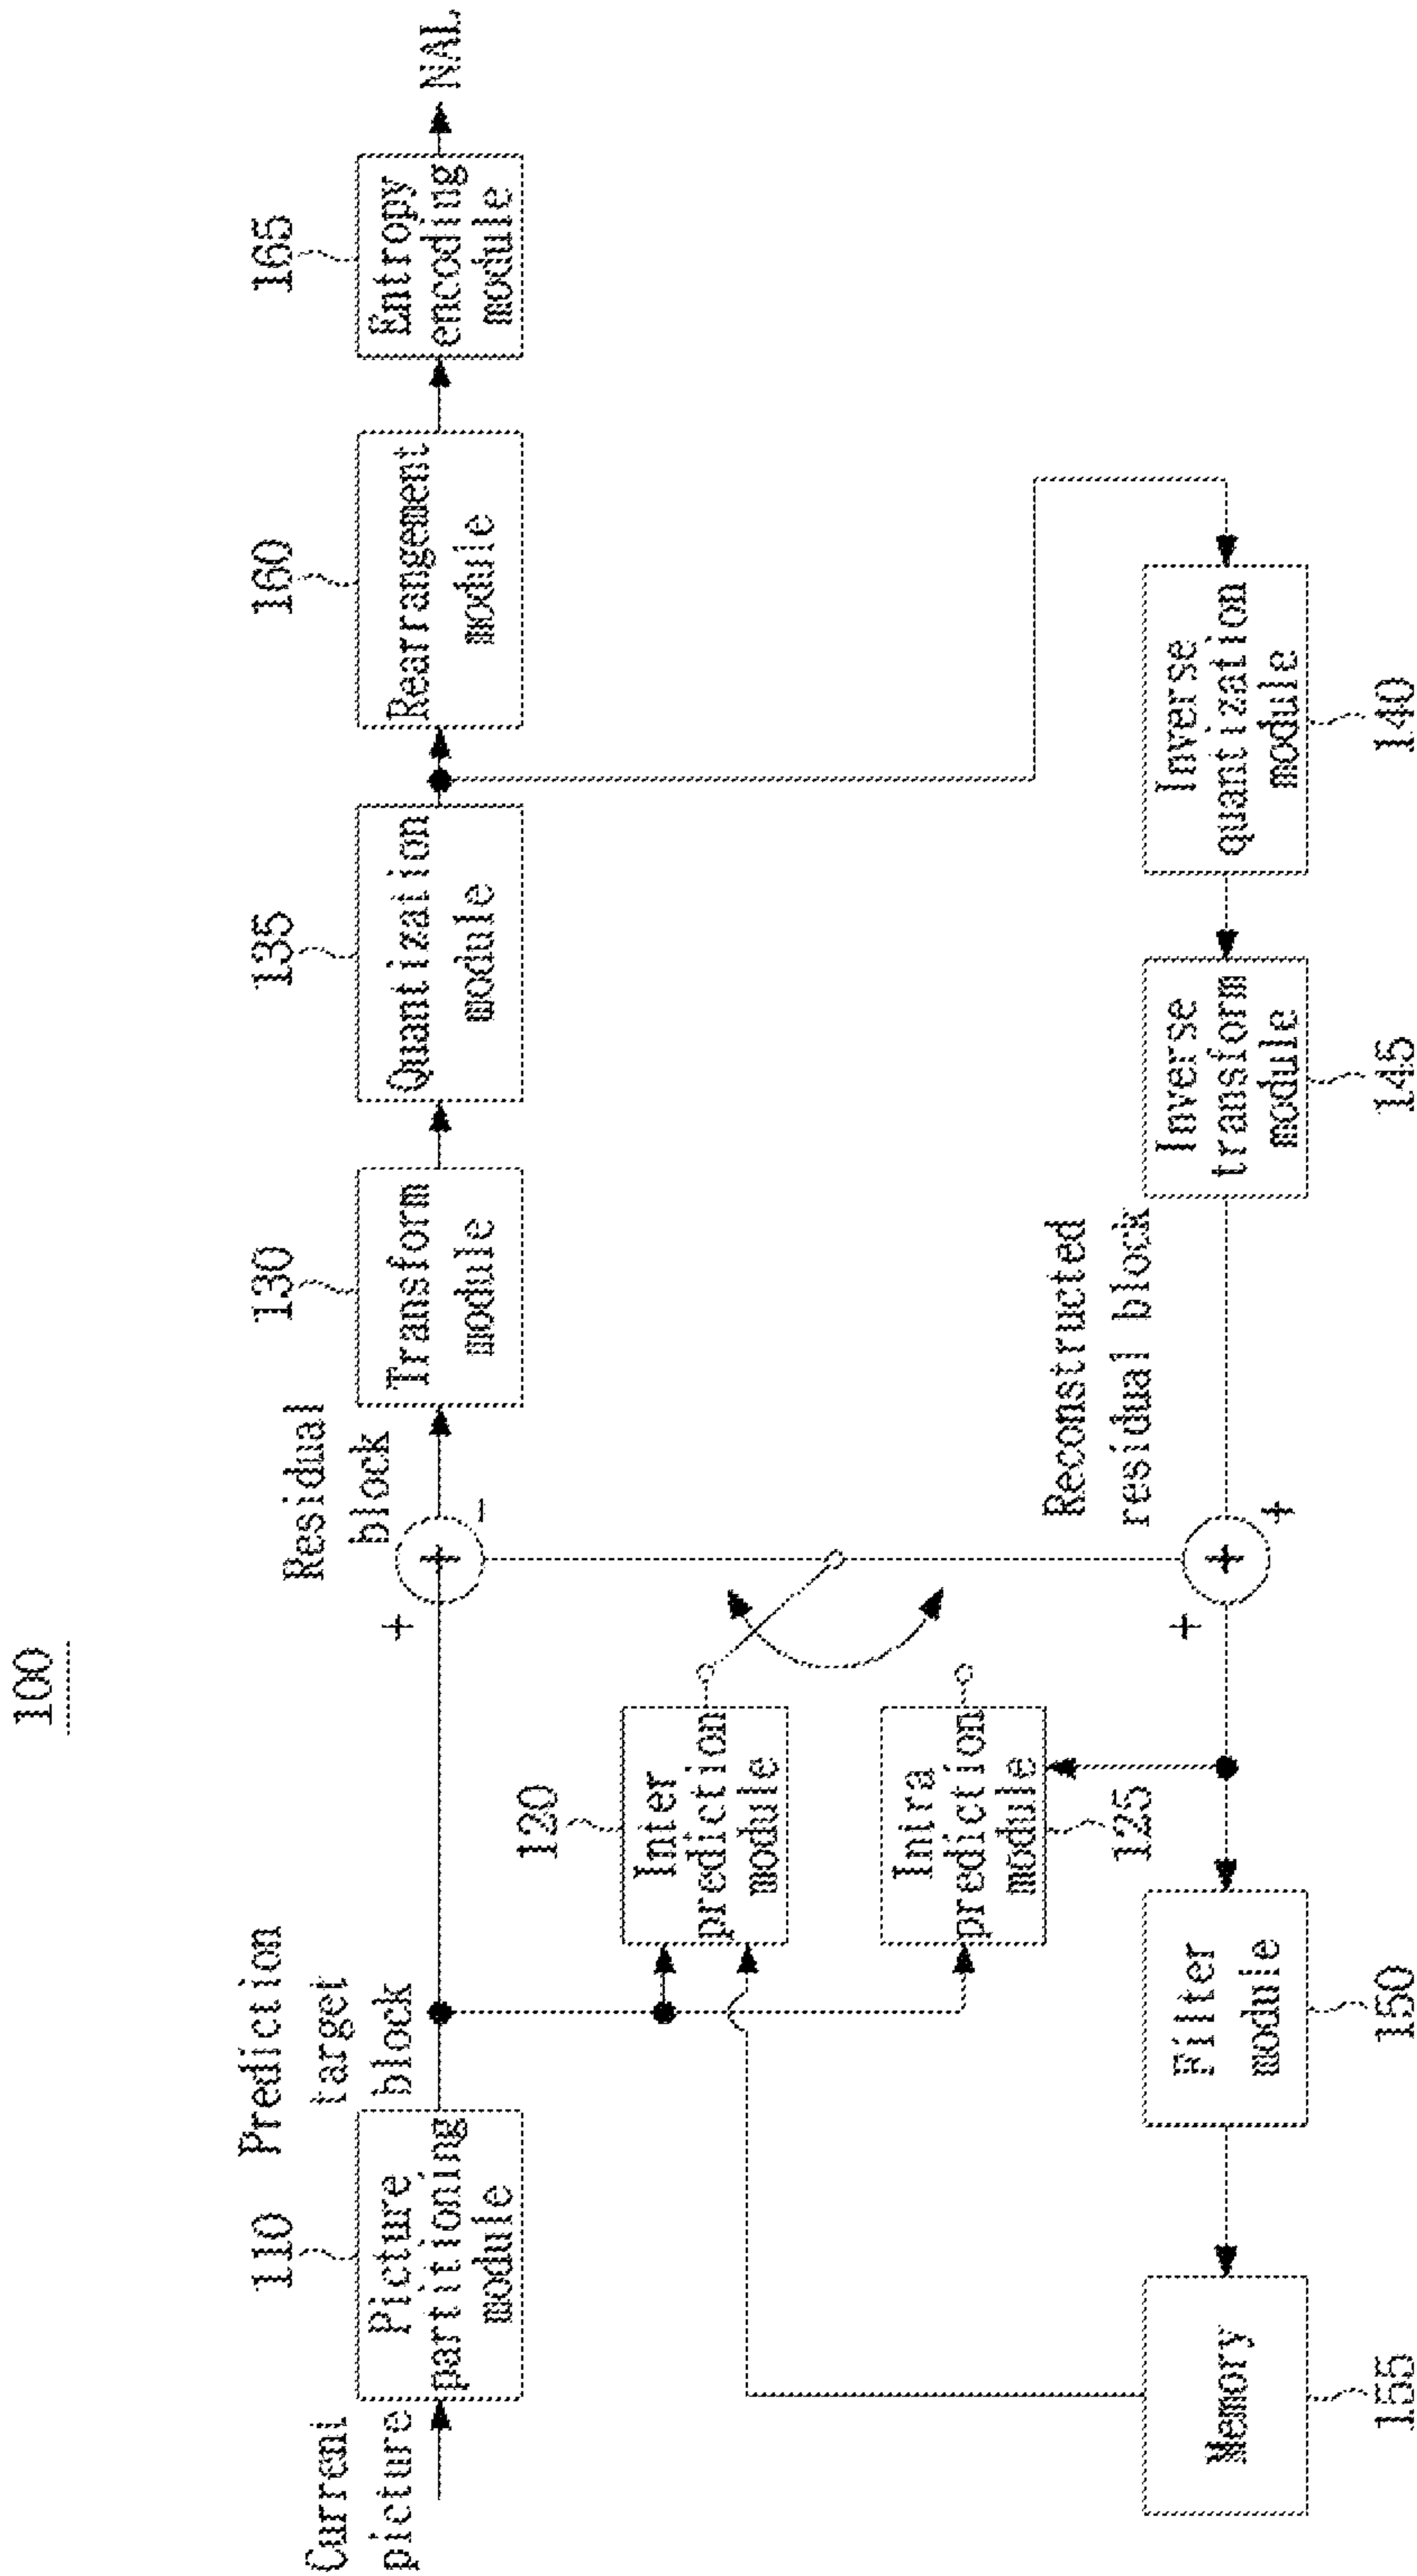 100
110
Prediction
target
block
Residual
block
130
135
160
165
Current
picture
Picture
partitioning
module
+
+
-
Transform
module
Quantization
module
Rearrangement
module
Entropy
encoding
module
NAL
120
Inter
prediction
module
Intra
prediction
module
125
Reconstructed
residual block
+
+
+
Memory
Filter
module
Inverse
transform
module
Inverse
quantization
module
155
150
145
140